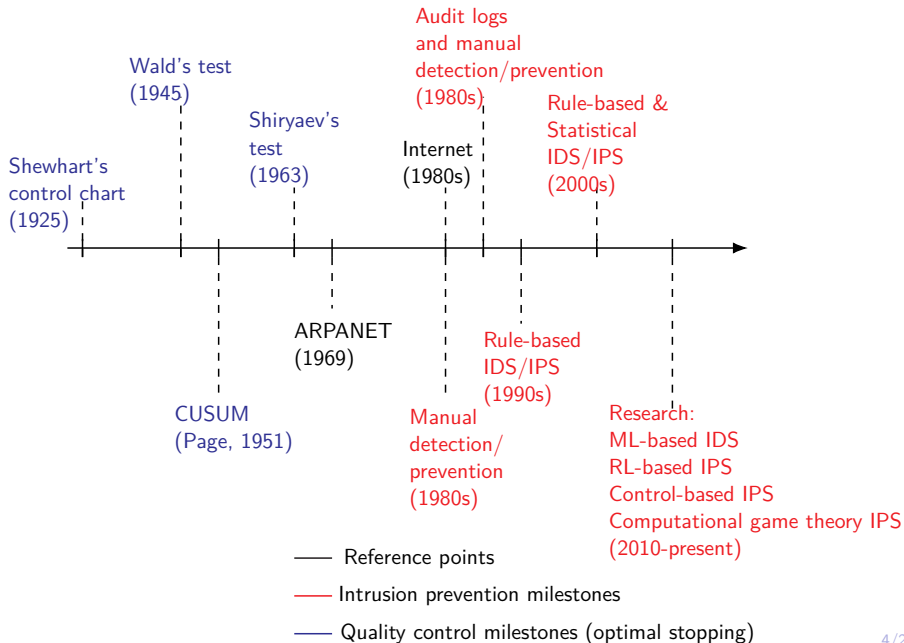 Audit logs
and manual
detection/prevention
(1980s)
Wald's test
(1945)
Rule-based &
Statistical
IDS/IPS
(2000s)
Shiryaev's
test
(1963)
Internet
(1980s)
Shewhart's
control chart
(1925)
ARPANET
(1969)
Rule-based
IDS/IPS
(1990s)
CUSUM
(Page, 1951)
Manual
detection/
prevention
(1980s)
Research:
ML-based IDS
RL-based IPS
Control-based IPS
Computational game theory IPS
(2010-present)
Reference points
Intrusion prevention milestones
Quality control milestones (optimal stopping)